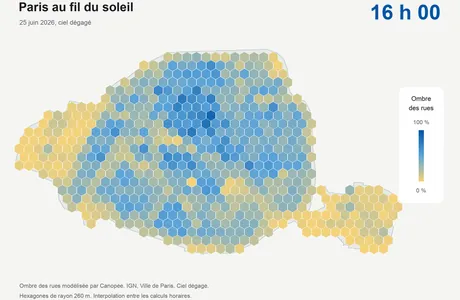 Paris au fil du soleil
25 juin 2026, ciel dégagé
16 h 00
Ombre
des rues
100 %
0 %
Ombre des rues modélisée par Canopée. IGN. Ville de Paris. Ciel dégagé.
Hexagones de rayon 260 m. Interpolation entre les calculs horaires.